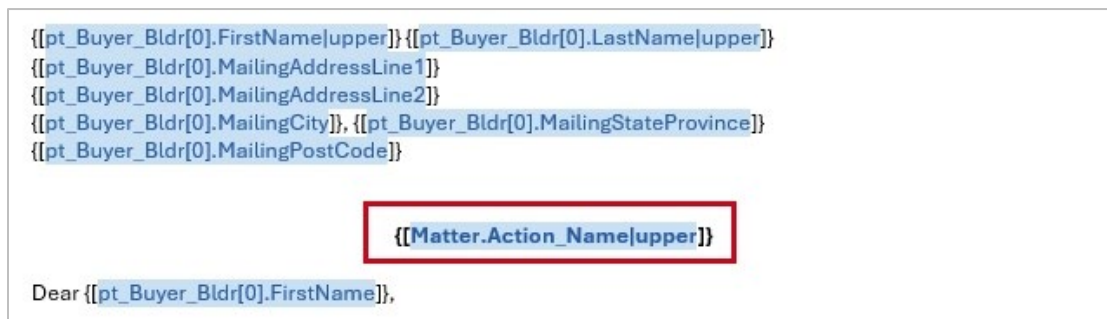 {[pt_Buyer_Bldr[0].FirstName|upper]} {[pt_Buyer_Bldr[0].LastName|upper]}
{[pt_Buyer_Bldr[0].MailingAddressLine1]}
{[pt_Buyer_Bldr[0].MailingAddressLine2]}
{[pt_Buyer_Bldr[0].MailingCity]}, {[pt_Buyer_Bldr[0].MailingStateProvince]}
{[pt_Buyer_Bldr[0].MailingPostCode]}
{[Matter.Action_Name|upper]}
Dear {[pt_Buyer_Bldr[0].FirstName]},